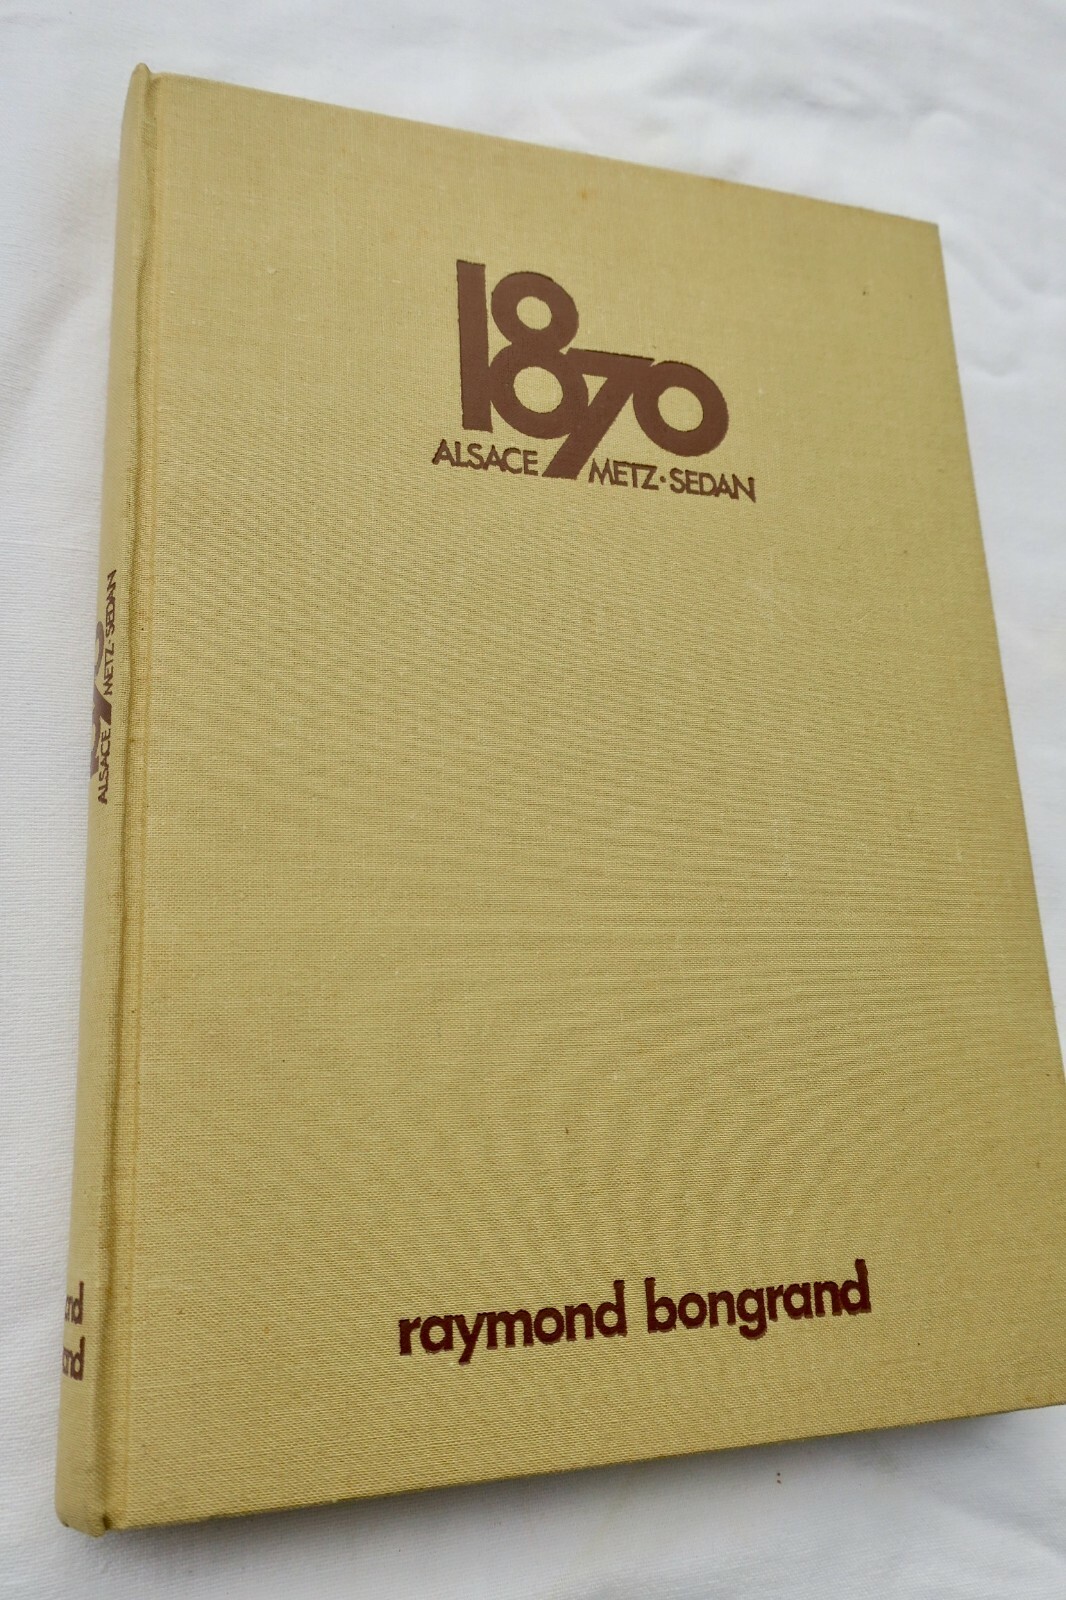 1870
ALSACE METZ·SEDAN
raymond bongrand
1870
ALSACE METZ·SEDAN